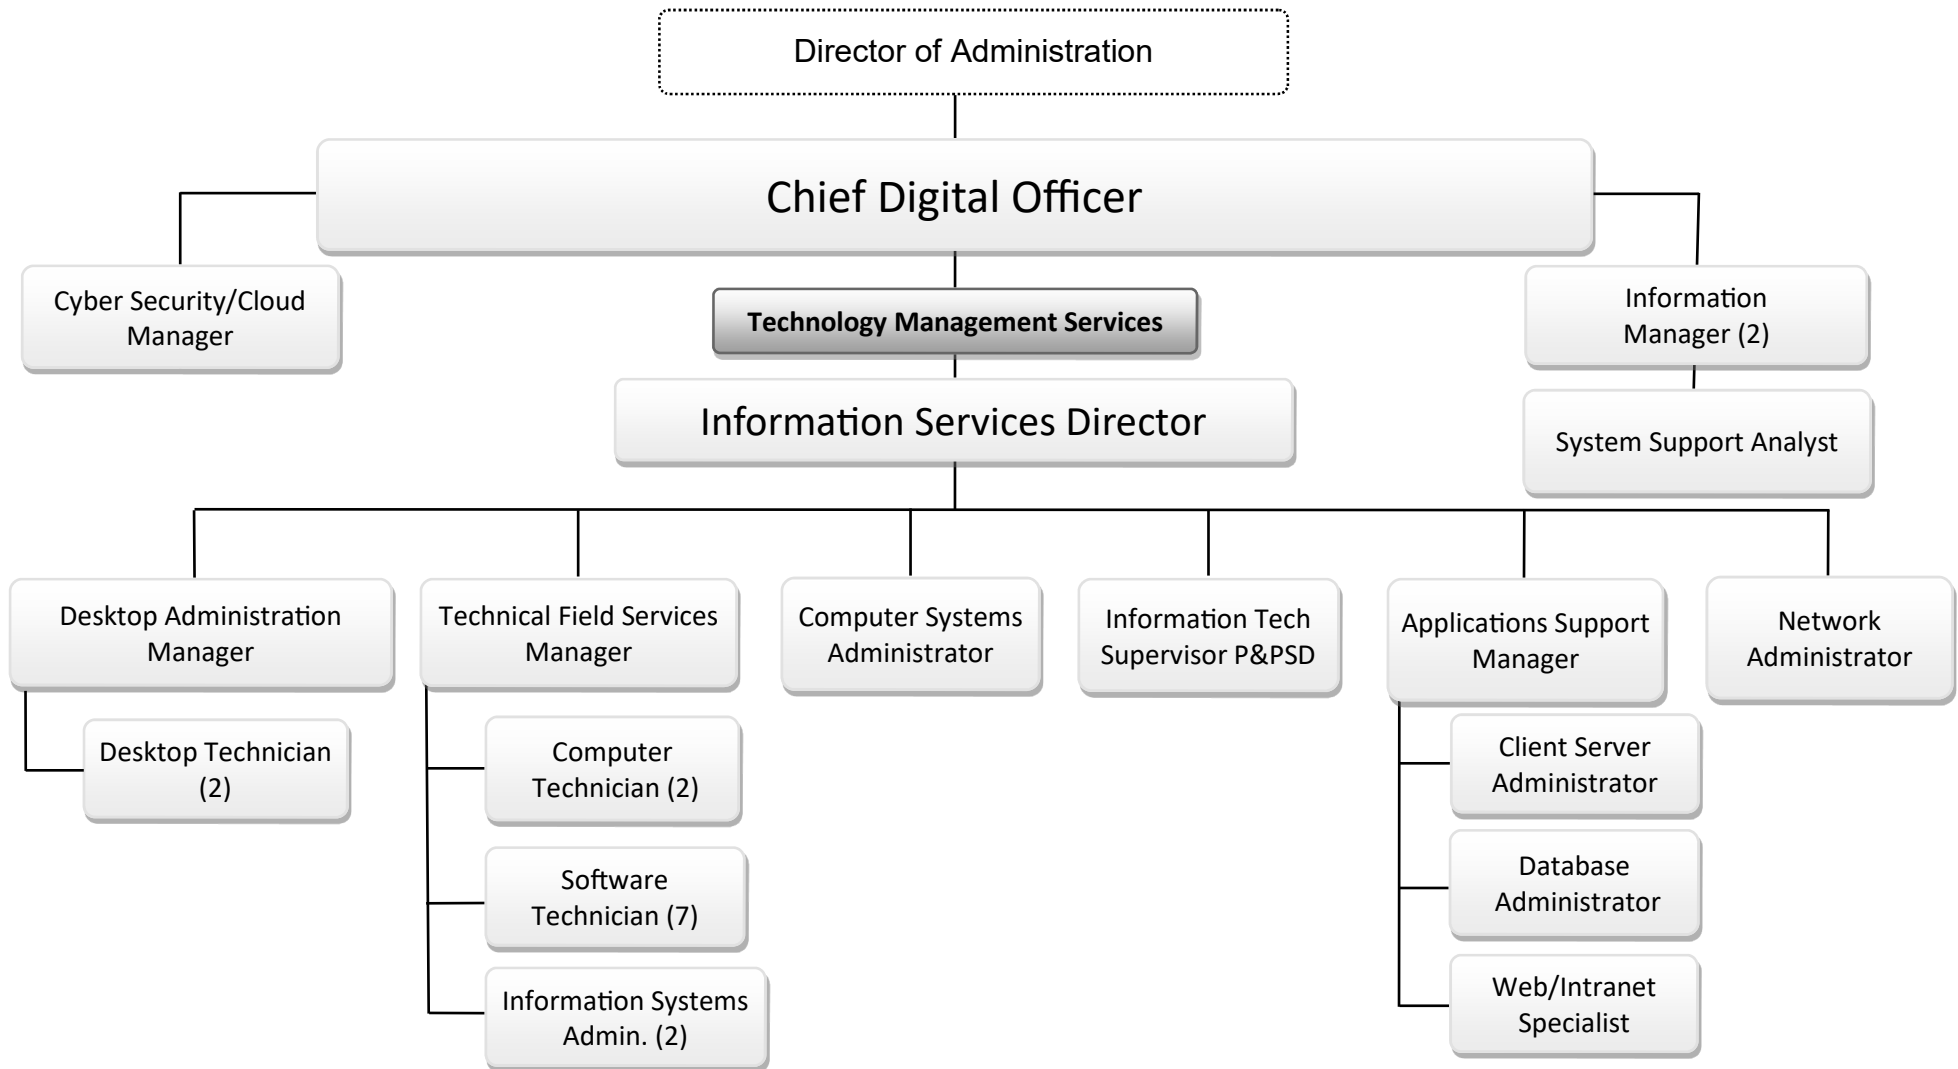 Director of Administration
Chief Digital Officer
Cyber Security/Cloud
Manager
Technology Management Services
Information
Manager (2)
Information Services Director
System Support Analyst
Desktop Administration
Manager
Technical Field Services
Manager
Computer Systems
Administrator
Information Tech
Supervisor P&PSD
Applications Support
Manager
Network
Administrator
Desktop Technician
(2)
Computer
Technician (2)
Software
Technician (7)
Information Systems
Admin. (2)
Client Server
Administrator
Database
Administrator
Web/Intranet
Specialist